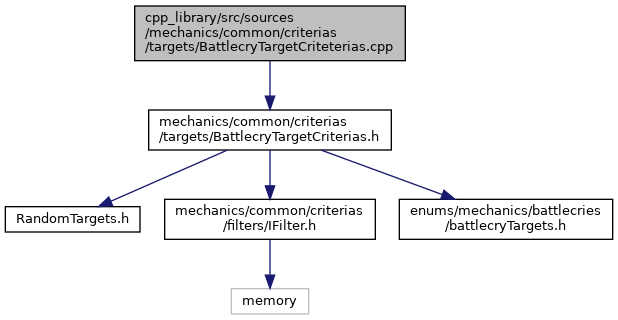 cpp_library/src/sources
/mechanics/common/criterias
/targets/BattlecryTargetCriteterias.cpp
mechanics/common/criterias
/targets/BattlecryTargetCriterias.h
RandomTargets.h
mechanics/common/criterias
/filters/IFilter.h
enums/mechanics/battlecries
/battlecryTargets.h
memory